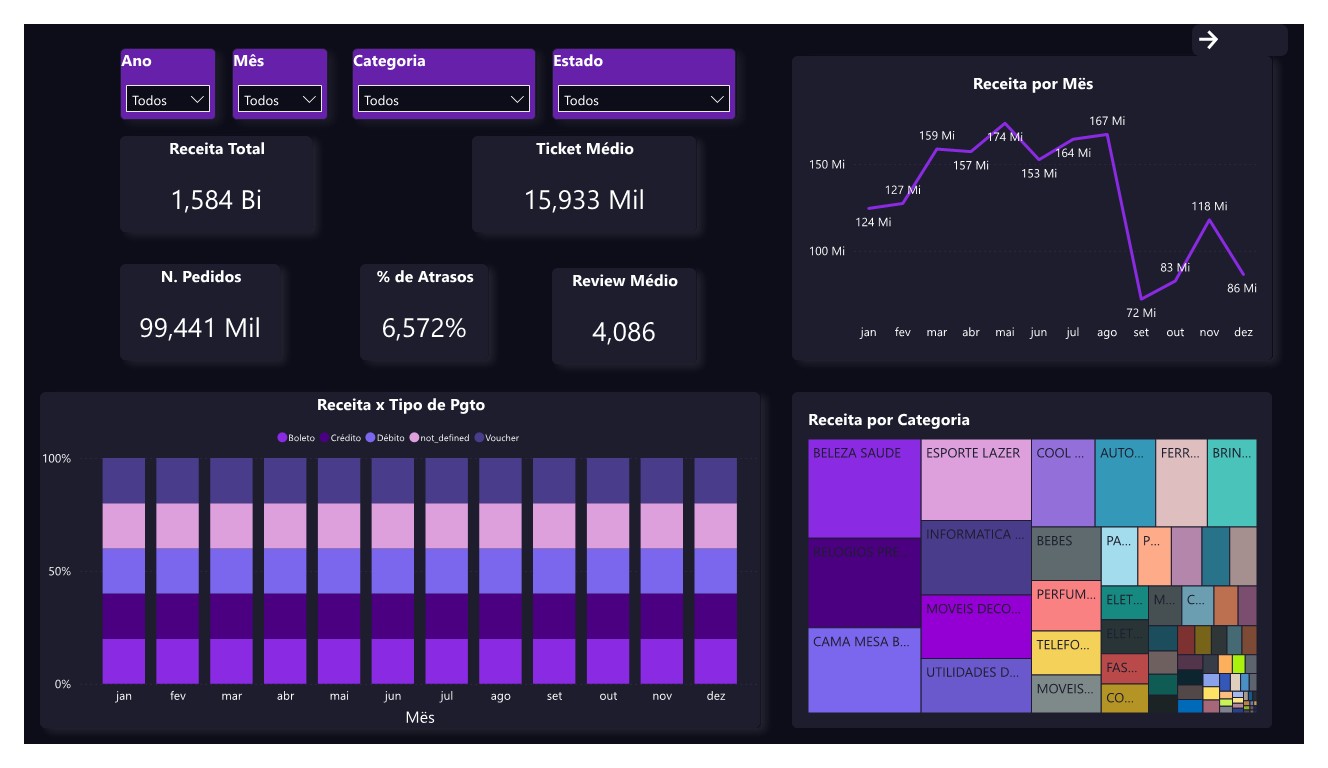 Ano
Todos
Mês
Todos
Categoria
Todos
Estado
Todos
Receita Total
1,584 Bi
Ticket Médio
15,933 Mil
N. Pedidos
99,441 Mil
% de Atrasos
6,572%
Review Médio
4,086
Receita por Mës
150 Mi
100 Mi
124 Mi
127 Mi
159 Mi
157 Mi
174 Mi
153 Mi
164 Mi
167 Mi
72 Mi
83 Mi
118 Mi
86 Mi
jan fev mar abr mai jun jul ago set out nov dez
Receita x Tipo de Pgto
Boleto Crédito Débito not_defined Voucher
100%
50%
0%
jan fev mar abr mai jun jul ago set out nov dez
Mës
Receita por Categoria
BELEZA SAUDE
RELOGIOS PRE...
CAMA MESA B...
ESPORTE LAZER
INFORMATICA ...
MOVEIS DECO...
UTILIDADES D...
COOL ...
AUTO...
FERR...
BRIN...
BEBES
PERFUM...
TELEFO...
MOVEIS...
PA...
P...
ELET...
M...
C...
ELET...
FAS...
CO...